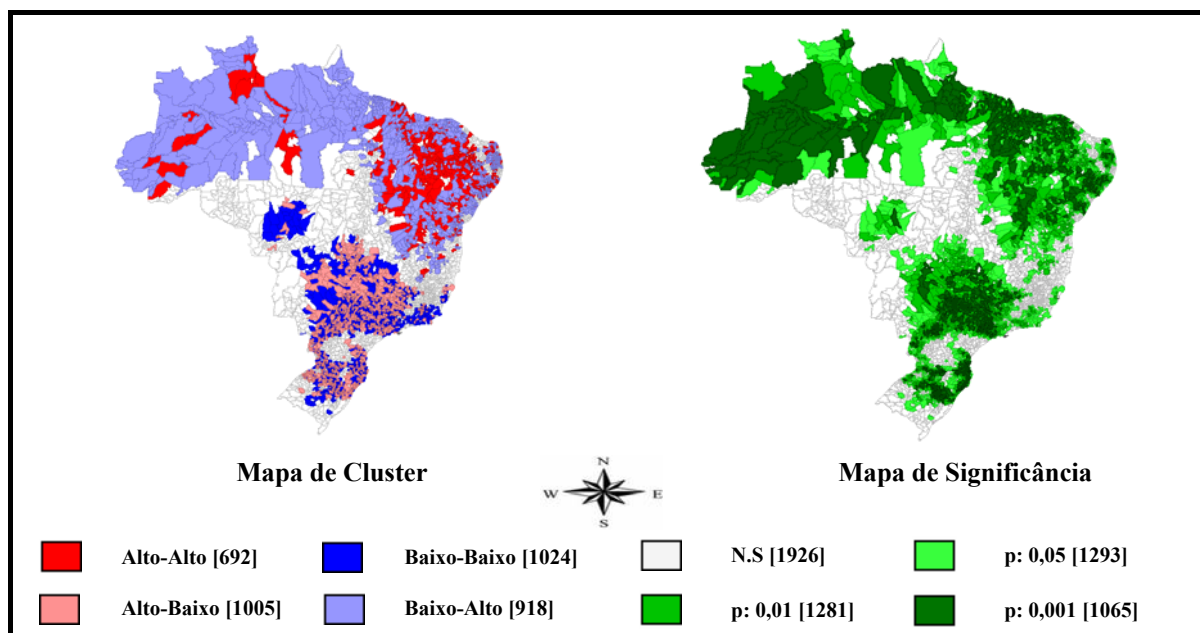 Mapa de Cluster
Mapa de Significância
N
W E
S
Alto-Alto [692]
Baixo-Baixo [1024]
N.S [1926]
p: 0,05 [1293]
Alto-Baixo [1005]
Baixo-Alto [918]
p: 0,01 [1281]
p: 0,001 [1065]